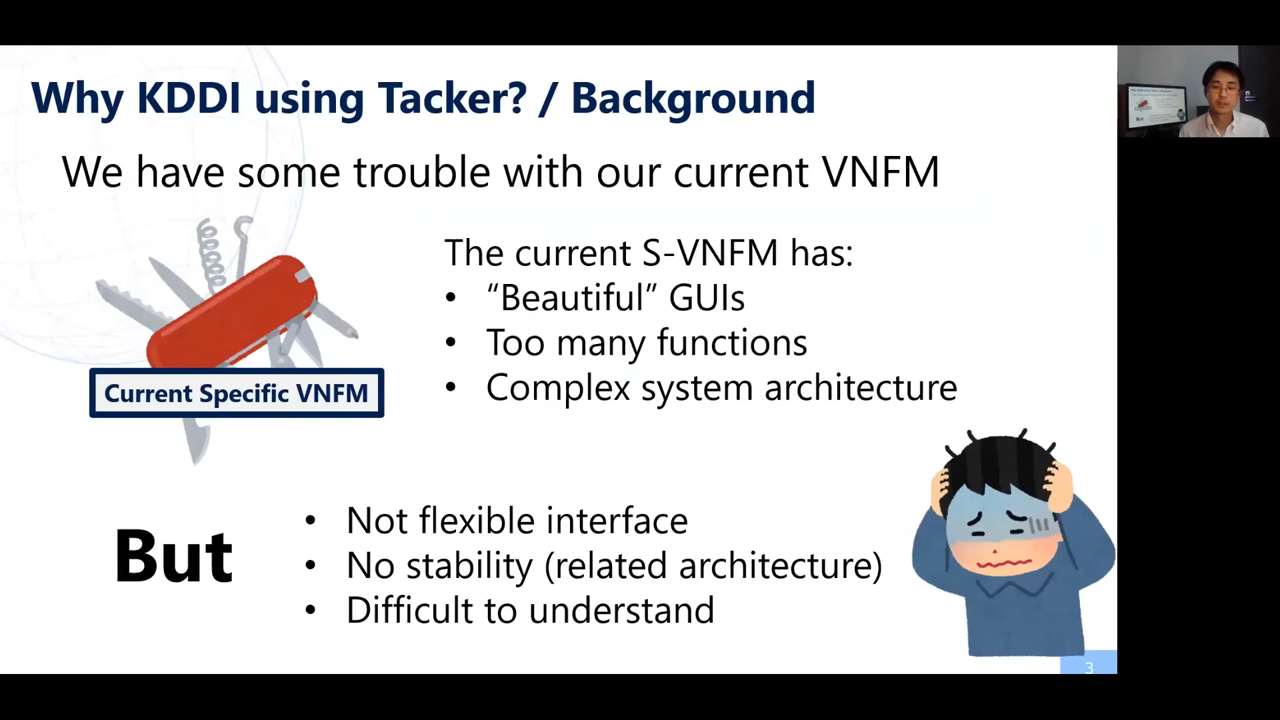 Why KDDI using Tacker? / Background
We have some trouble with our current VNFM
The current S-VNFM has:
• “Beautiful” GUIs
• Too many functions
• Complex system architecture
Current Specific VNFM
But
• Not flexible interface
• No stability (related architecture)
• Difficult to understand
3